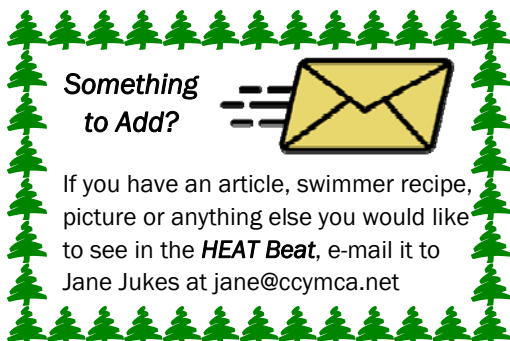 Something
to Add?
If you have an article, swimmer recipe,
picture or anything else you would like
to see in the HEAT Beat, e-mail it to
Jane Jukes at jane@ccymca.net